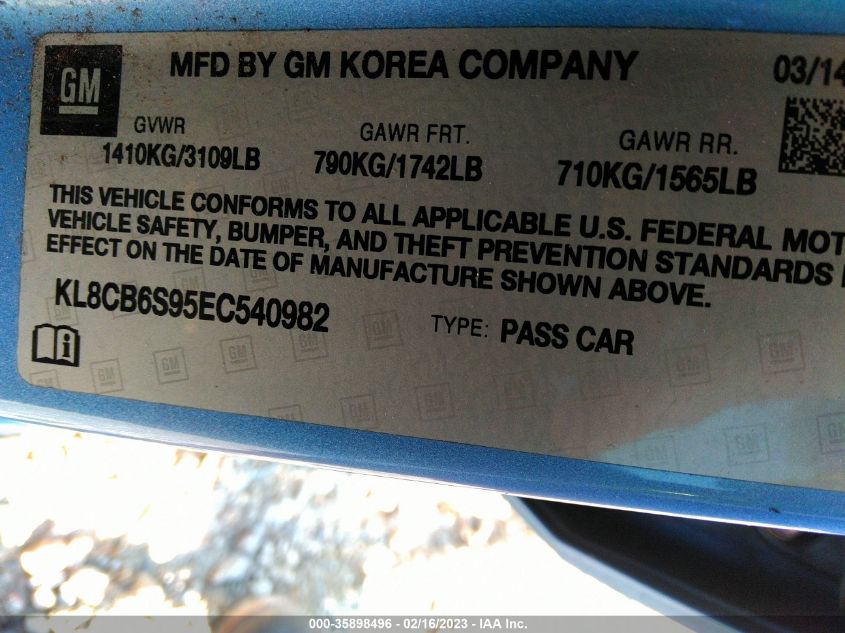 GM
MFD BY GM KOREA COMPANY 03/14
GVWR GAWR FRT. GAWR RR.
1410KG/3109LB 790KG/1742LB 710KG/1565LB
THIS VEHICLE CONFORMS TO ALL APPLICABLE U.S. FEDERAL MOT
VEHICLE SAFETY, BUMPER, AND THEFT PREVENTION STANDARDS
EFFECT ON THE DATE OF MANUFACTURE SHOWN ABOVE.
KL8CB6S95EC540982 TYPE: PASS CAR
000-35898496 - 02/16/2023 - IAA Inc.